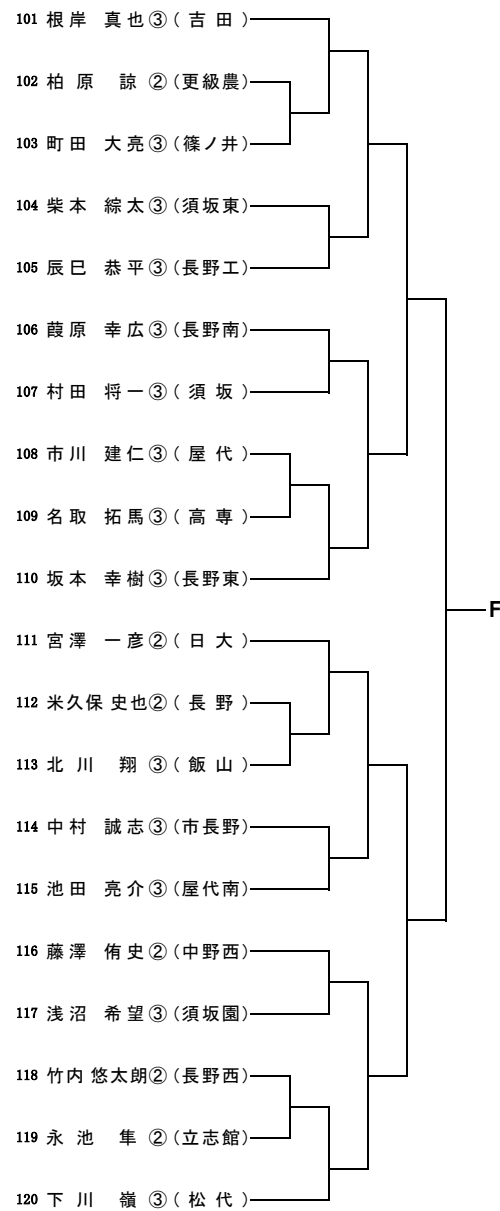 101 根岸 真也③(吉田)
102 柏原 諒②(更級農)
103 町田 大亮③(篠ノ井)
104 柴本 綜太③(須坂東)
105 辰巳 恭平③(長野工)
106 葭原 幸広③(長野南)
107 村田 将一③(須坂)
108 市川 建仁③(屋代)
109 名取 拓馬③(高専)
110 坂本 幸樹③(長野東)
F
111 宮澤 一彦②(日大)
112 米久保 史也②(長野)
113 北川 翔③(飯山)
114 中村 誠志③(市長野)
115 池田 亮介③(屋代南)
116 藤澤 侑史②(中野西)
117 浅沼 希望③(須坂園)
118 竹内 悠太朗②(長野西)
119 永池 隼②(立志館)
120 下川 嶺③(松代)